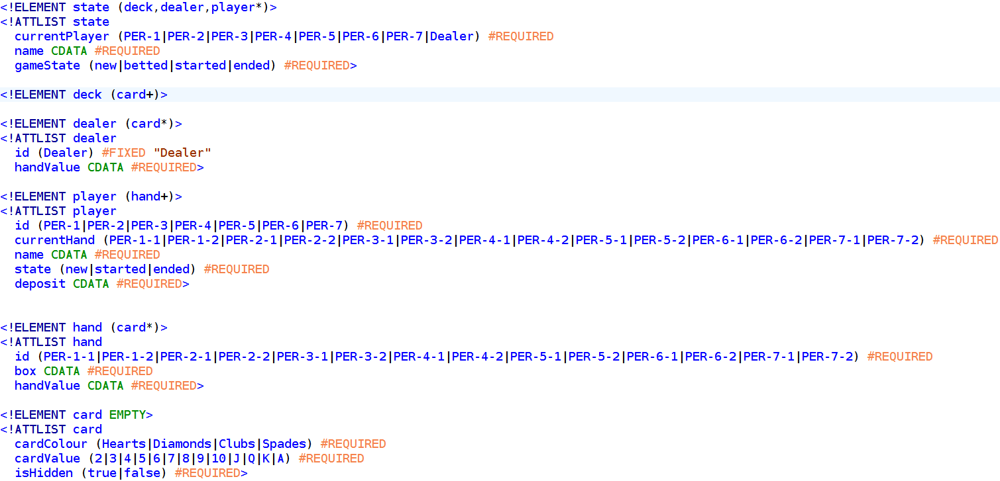 <!ELEMENT state (deck,dealer,player*)>
<!ATTLIST state
  currentPlayer (PER-1|PER-2|PER-3|PER-4|PER-5|PER-6|PER-7|Dealer) #REQUIRED
  name CDATA #REQUIRED
  gameState (new|betted|started|ended) #REQUIRED>
<!ELEMENT deck (card+)>
<!ELEMENT dealer (card*)>
<!ATTLIST dealer
  id (Dealer) #FIXED "Dealer"
  handValue CDATA #REQUIRED>
<!ELEMENT player (hand+)>
<!ATTLIST player
  id (PER-1|PER-2|PER-3|PER-4|PER-5|PER-6|PER-7) #REQUIRED
  currentHand (PER-1-1|PER-1-2|PER-2-1|PER-2-2|PER-3-1|PER-3-2|PER-4-1|PER-4-2|PER-5-1|PER-5-2|PER-6-1|PER-6-2|PER-7-1|PER-7-2) #REQUIRED
  name CDATA #REQUIRED
  state (new|started|ended) #REQUIRED
  deposit CDATA #REQUIRED>
<!ELEMENT hand (card*)>
<!ATTLIST hand
  id (PER-1-1|PER-1-2|PER-2-1|PER-2-2|PER-3-1|PER-3-2|PER-4-1|PER-4-2|PER-5-1|PER-5-2|PER-6-1|PER-6-2|PER-7-1|PER-7-2) #REQUIRED
  box CDATA #REQUIRED
  handValue CDATA #REQUIRED>
<!ELEMENT card EMPTY>
<!ATTLIST card
  cardColour (Hearts|Diamonds|Clubs|Spades) #REQUIRED
  cardValue (2|3|4|5|6|7|8|9|10|J|Q|K|A) #REQUIRED
  isHidden (true|false) #REQUIRED>